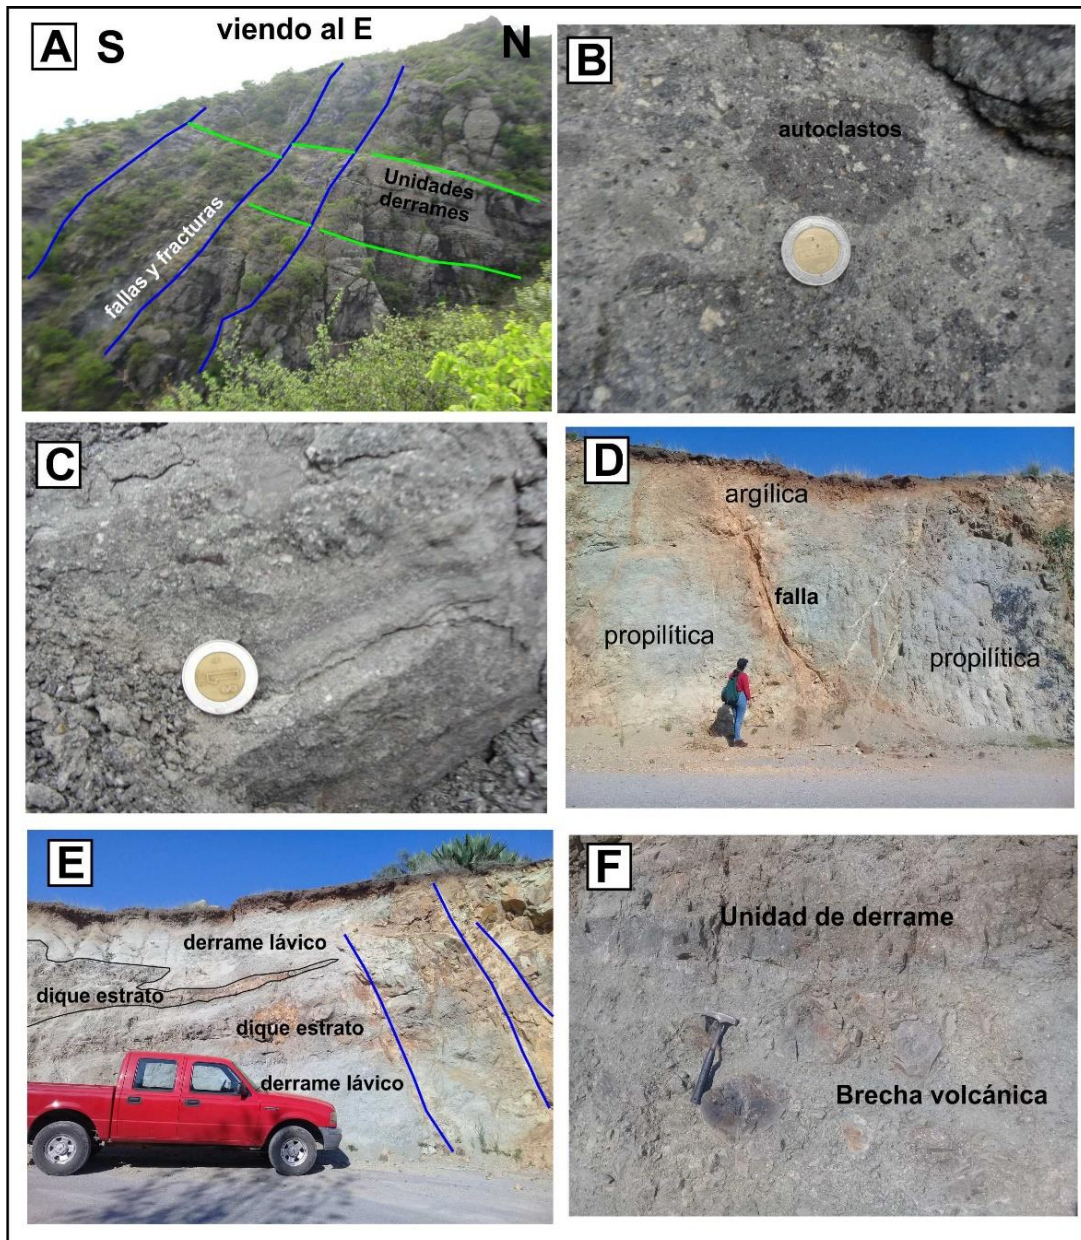 A
S
viendo al E
N
Unidades
derrames
fallas y fracturas
B
autoclastos
C
D
argílica
falla
propilítica
propilítica
E
derrame lávico
dique estrato
dique estrato
derrame lávico
F
Unidad de derrame
Brecha volcánica